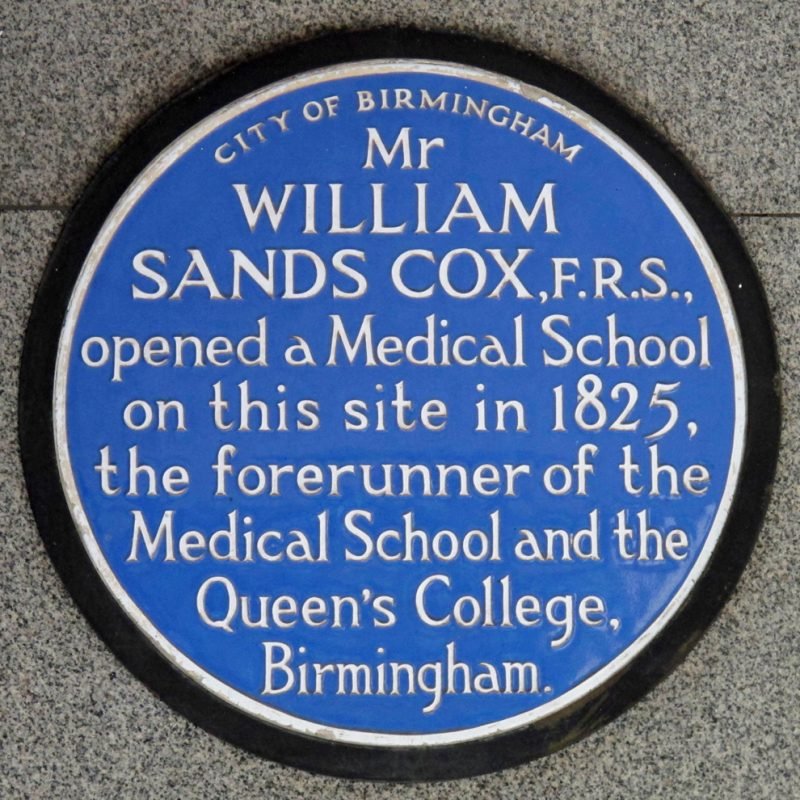 CITY OF BIRMINGHAM
Mr
WILLIAM
SANDS COX, F.R.S.,
opened a Medical School
on this site in 1825,
the forerunner of the
Medical School and the
Queen's College,
Birmingham.